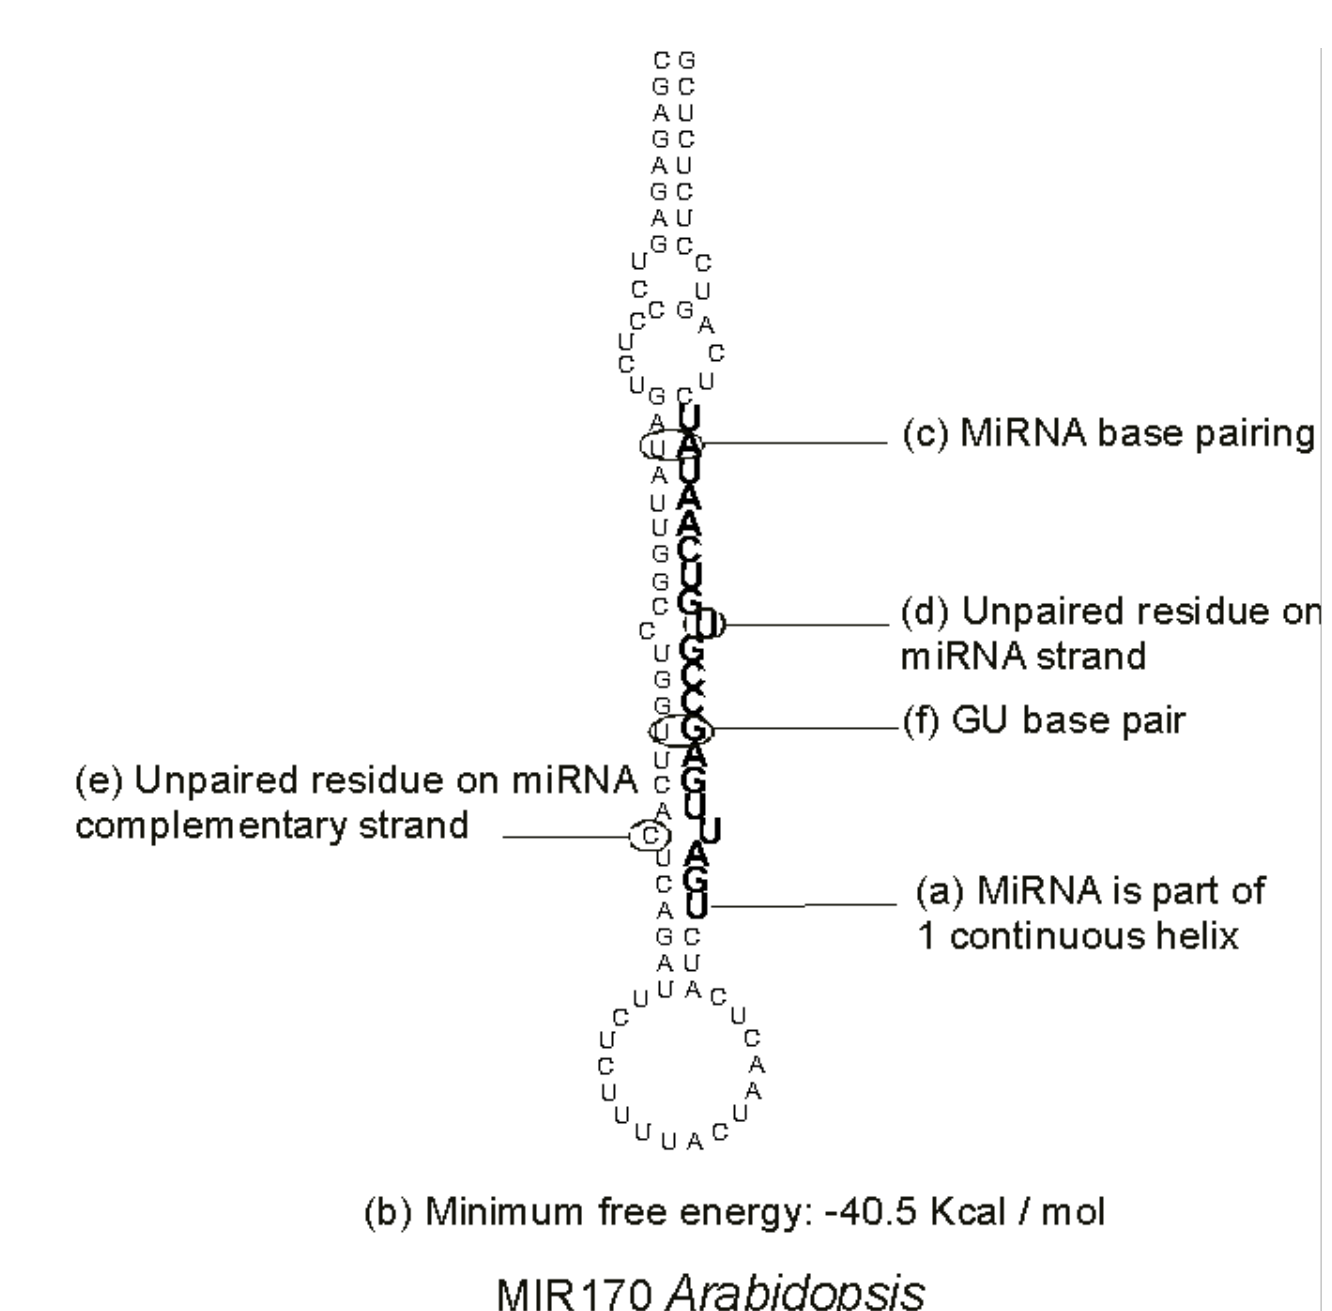 C G
G C
A U
G C
A U
G C
A U
G C
U C
C U
C C G A
U C
C U
U G C
A U
U A
A U
U A
U A
G C
G U
C G
C U
U G
G C
G C
U G
U A
C G
A U
C U
U A
C G
A U
G C
A U
U U A C
C U
U C
C A
U A
U U
U U A C
(c) MiRNA base pairing
(d) Unpaired residue on
miRNA strand
(f) GU base pair
(e) Unpaired residue on miRNA
complementary strand
(a) MiRNA is part of
1 continuous helix
(b) Minimum free energy: -40.5 Kcal / mol
MIR170 Arabidopsis